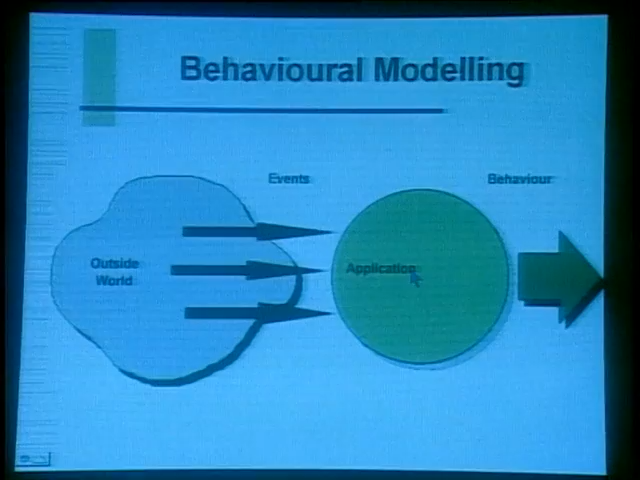 Behavioural Modelling
Events
Behaviour
Outside
World
Application